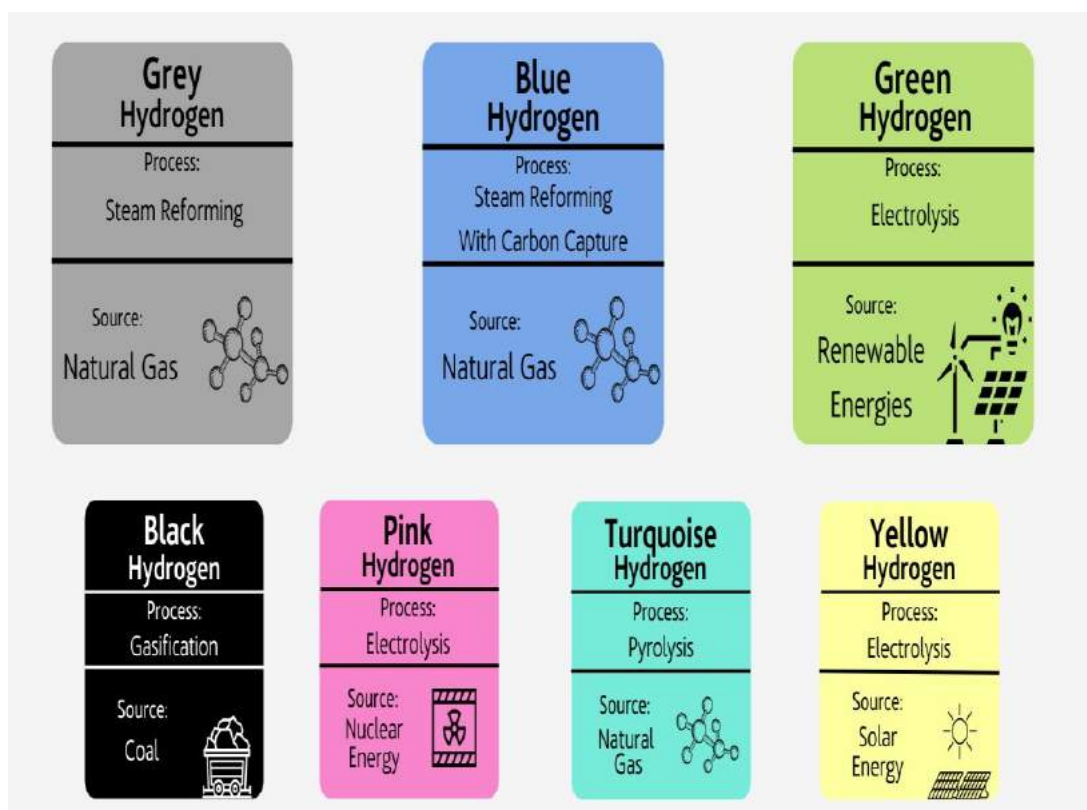 Grey
Hydrogen
Process:
Steam Reforming
Source:
Natural Gas
Blue
Hydrogen
Process:
Steam Reforming
With Carbon Capture
Source:
Natural Gas
Green
Hydrogen
Process:
Electrolysis
Source:
Renewable
Energies
Black
Hydrogen
Process:
Gasification
Source:
Coal
Pink
Hydrogen
Process:
Electrolysis
Source:
Nuclear
Energy
Turquoise
Hydrogen
Process:
Pyrolysis
Source:
Natural
Gas
Yellow
Hydrogen
Process:
Electrolysis
Source:
Solar
Energy